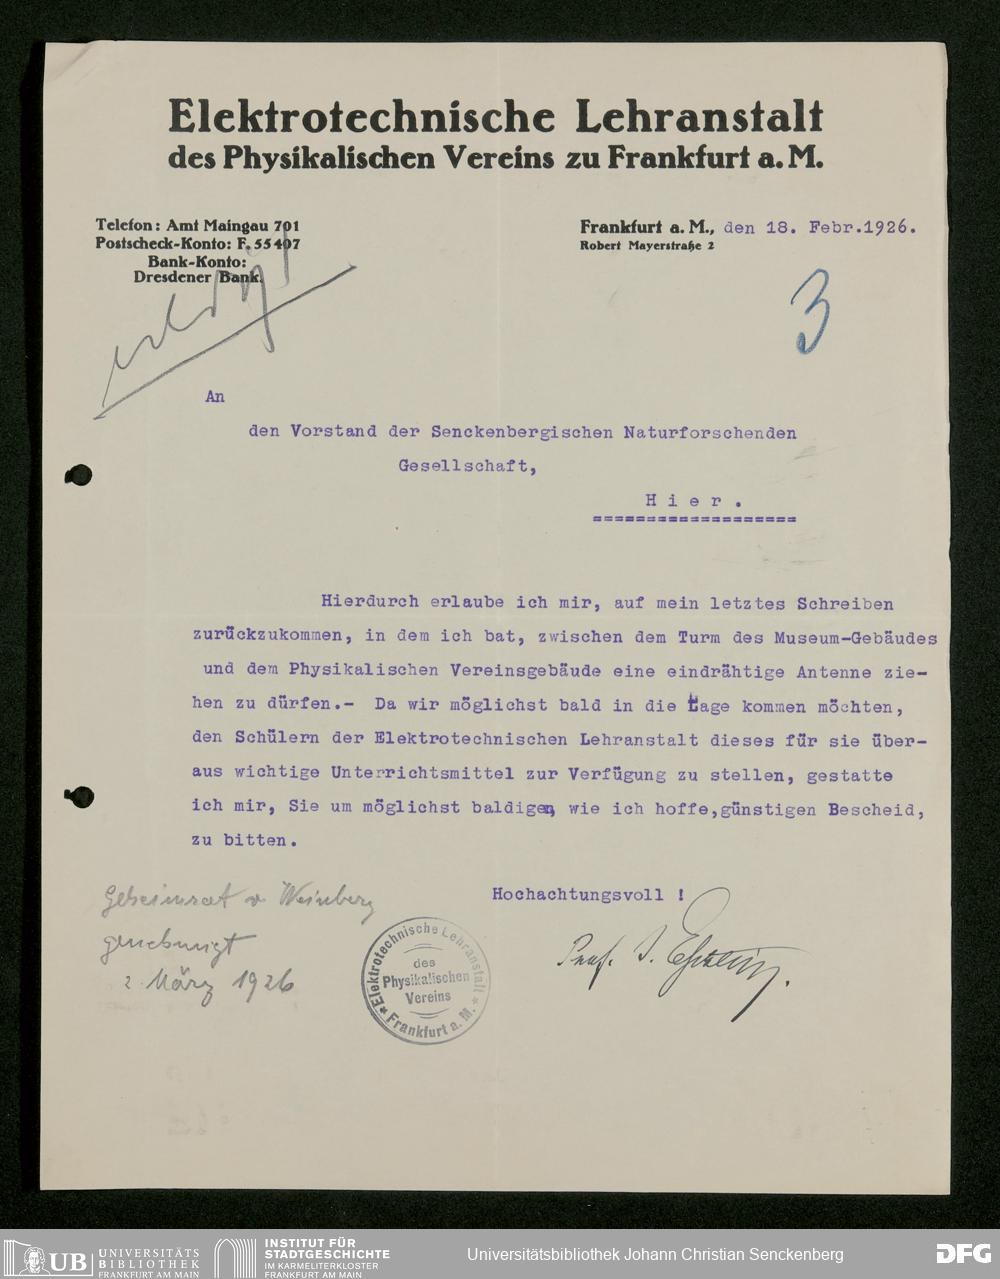 Elektrotechnische Lehranstalt
des Physikalischen Vereins zu Frankfurt a. M.
Telefon: Amt Maingau 701
Postscheck-Konto: F. 55407
Bank-Konto:
Dresdener Bank.
Frankfurt a. M., den 18. Febr.1926.
Robert Mayerstraße 2
erledigt
3
An
den Vorstand der Senckenbergischen Naturforschenden
Gesellschaft,
H i e r .
===================
Hierdurch erlaube ich mir, auf mein letztes Schreiben
zurückzukommen, in dem ich bat, zwischen dem Turm des Museum-Gebäudes
und dem Physikalischen Vereinsgebäude eine eindrähtige Antenne zie-
hen zu dürfen.- Da wir möglichst bald in die Lage kommen möchten,
den Schülern der Elektrotechnischen Lehranstalt dieses für sie über-
aus wichtige Unterrichtsmittel zur Verfügung zu stellen, gestatte
ich mir, Sie um möglichst baldigen, wie ich hoffe,günstigen Bescheid,
zu bitten.
Hochachtungsvoll !
Geheimrat v Weinberg
genehmigt
2 März 1926
Elektrotechnische Lehranstalt
des
Physikalischen
Vereins
* Frankfurt a. M. *
Prof. J. Epstein.
UB UNIVERSITÄTS
BIBLIOTHEK
FRANKFURT AM MAIN
INSTITUT FÜR
STADTGESCHICHTE
IM KARMELITERKLOSTER
FRANKFURT AM MAIN
Universitätsbibliothek Johann Christian Senckenberg
DFG